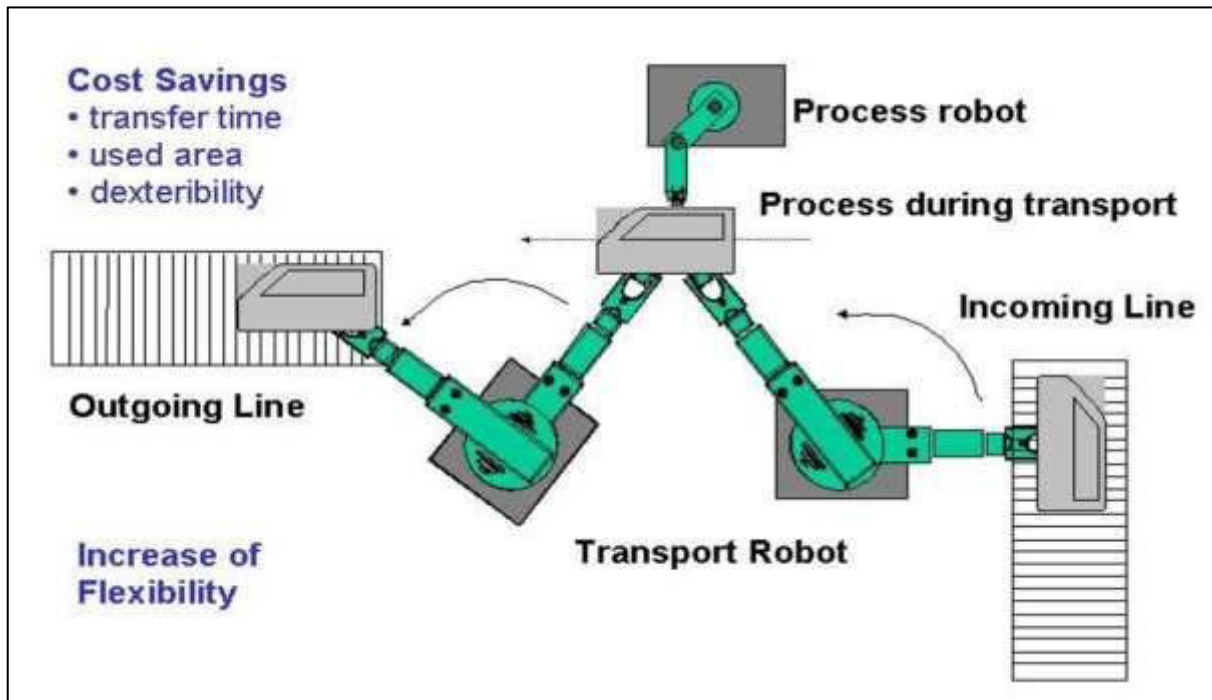 Cost Savings
• transfer time
• used area
• dexteribility
Process robot
Process during transport
Incoming Line
Outgoing Line
Transport Robot
Increase of
Flexibility